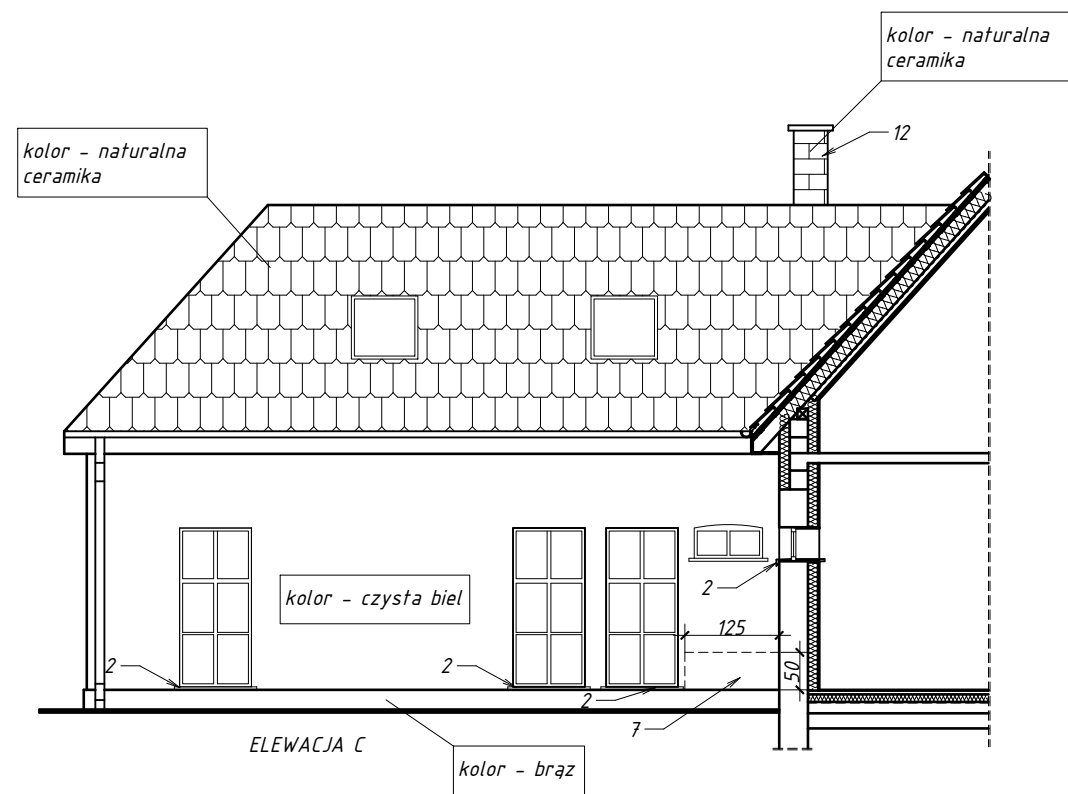 kolor - naturalna
ceramika
12
kolor - naturalna
ceramika
kolor - czysta biel
2
125
2
2
2
50
7
ELEWACJA C
kolor - brąz